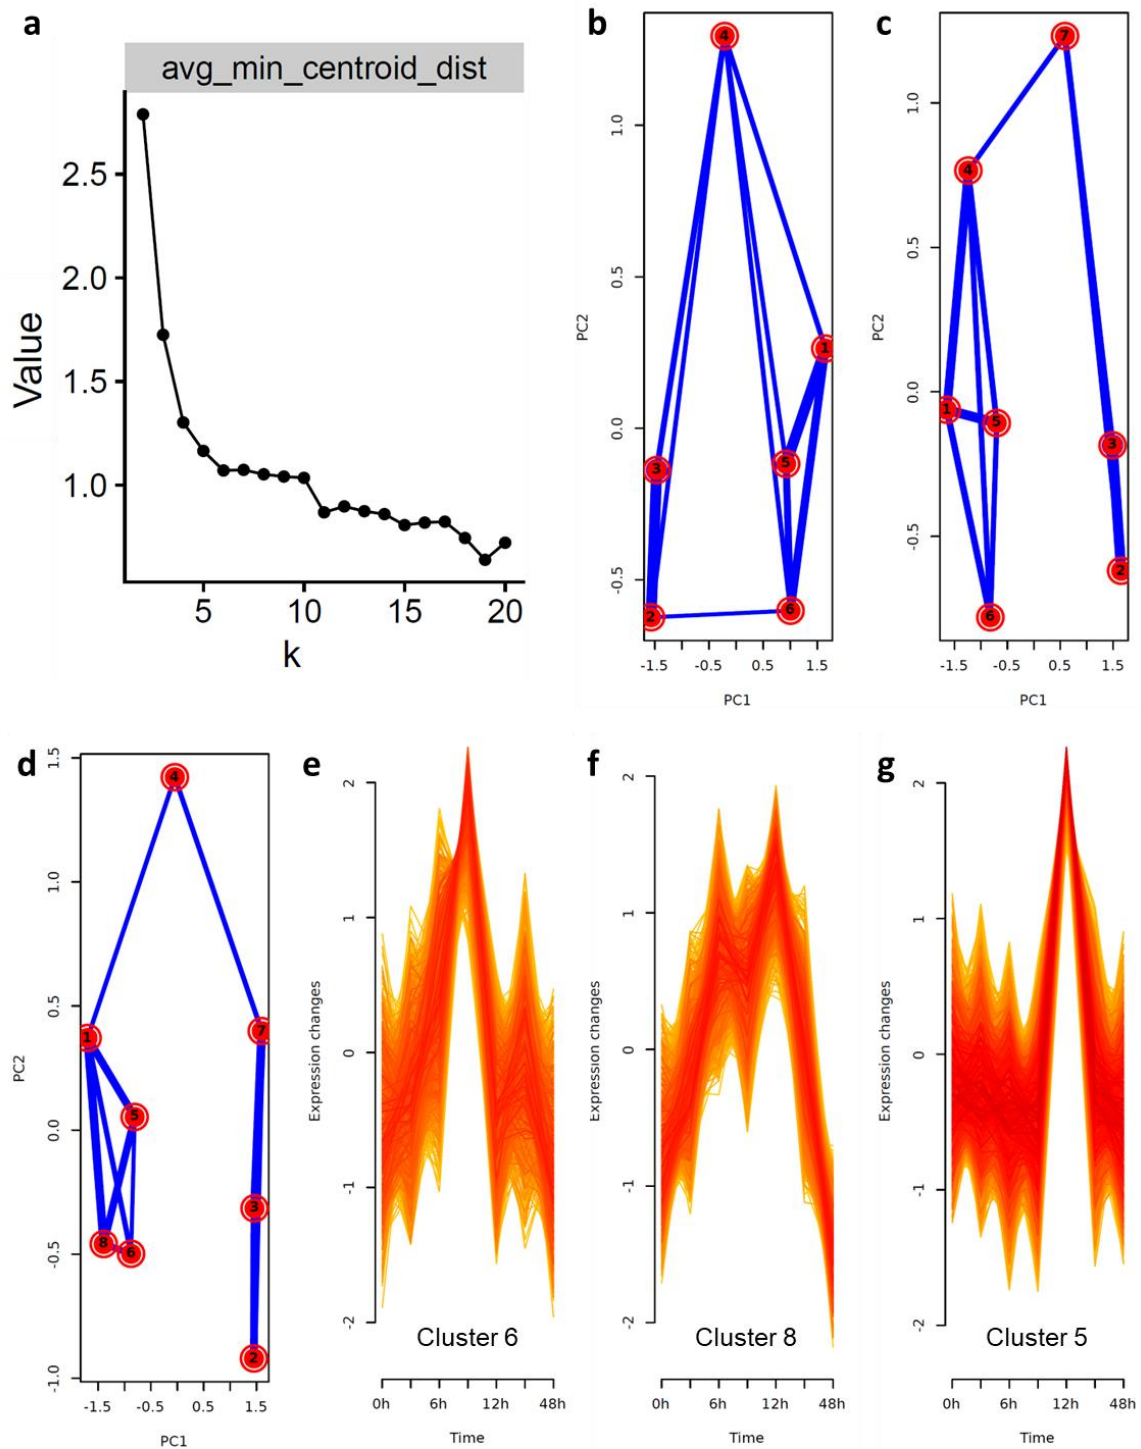 a
avg_min_centroid_dist
Value
2.5
2.0
1.5
1.0
5 10 15 20
k
b
PC2
1.0
0.5
0.0
-0.5
4
1
3
5
2
6
-1.5 -0.5 0.5 1.5
PC1
c
PC2
1.0
0.5
0.0
-0.5
7
4
1
5
3
2
6
-1.5 -0.5 0.5 1.5
PC1
d
PC2
1.5
1.0
0.5
0.0
-0.5
-1.0
4
1
7
5
3
8
6
2
-1.5 -0.5 0.5 1.5
PC1
e
Expression changes
2
1
0
-1
-2
Cluster 6
0h 6h 12h 48h
Time
f
Expression changes
2
1
0
-1
-2
Cluster 8
0h 6h 12h 48h
Time
g
Expression changes
2
1
0
-1
-2
Cluster 5
0h 6h 12h 48h
Time